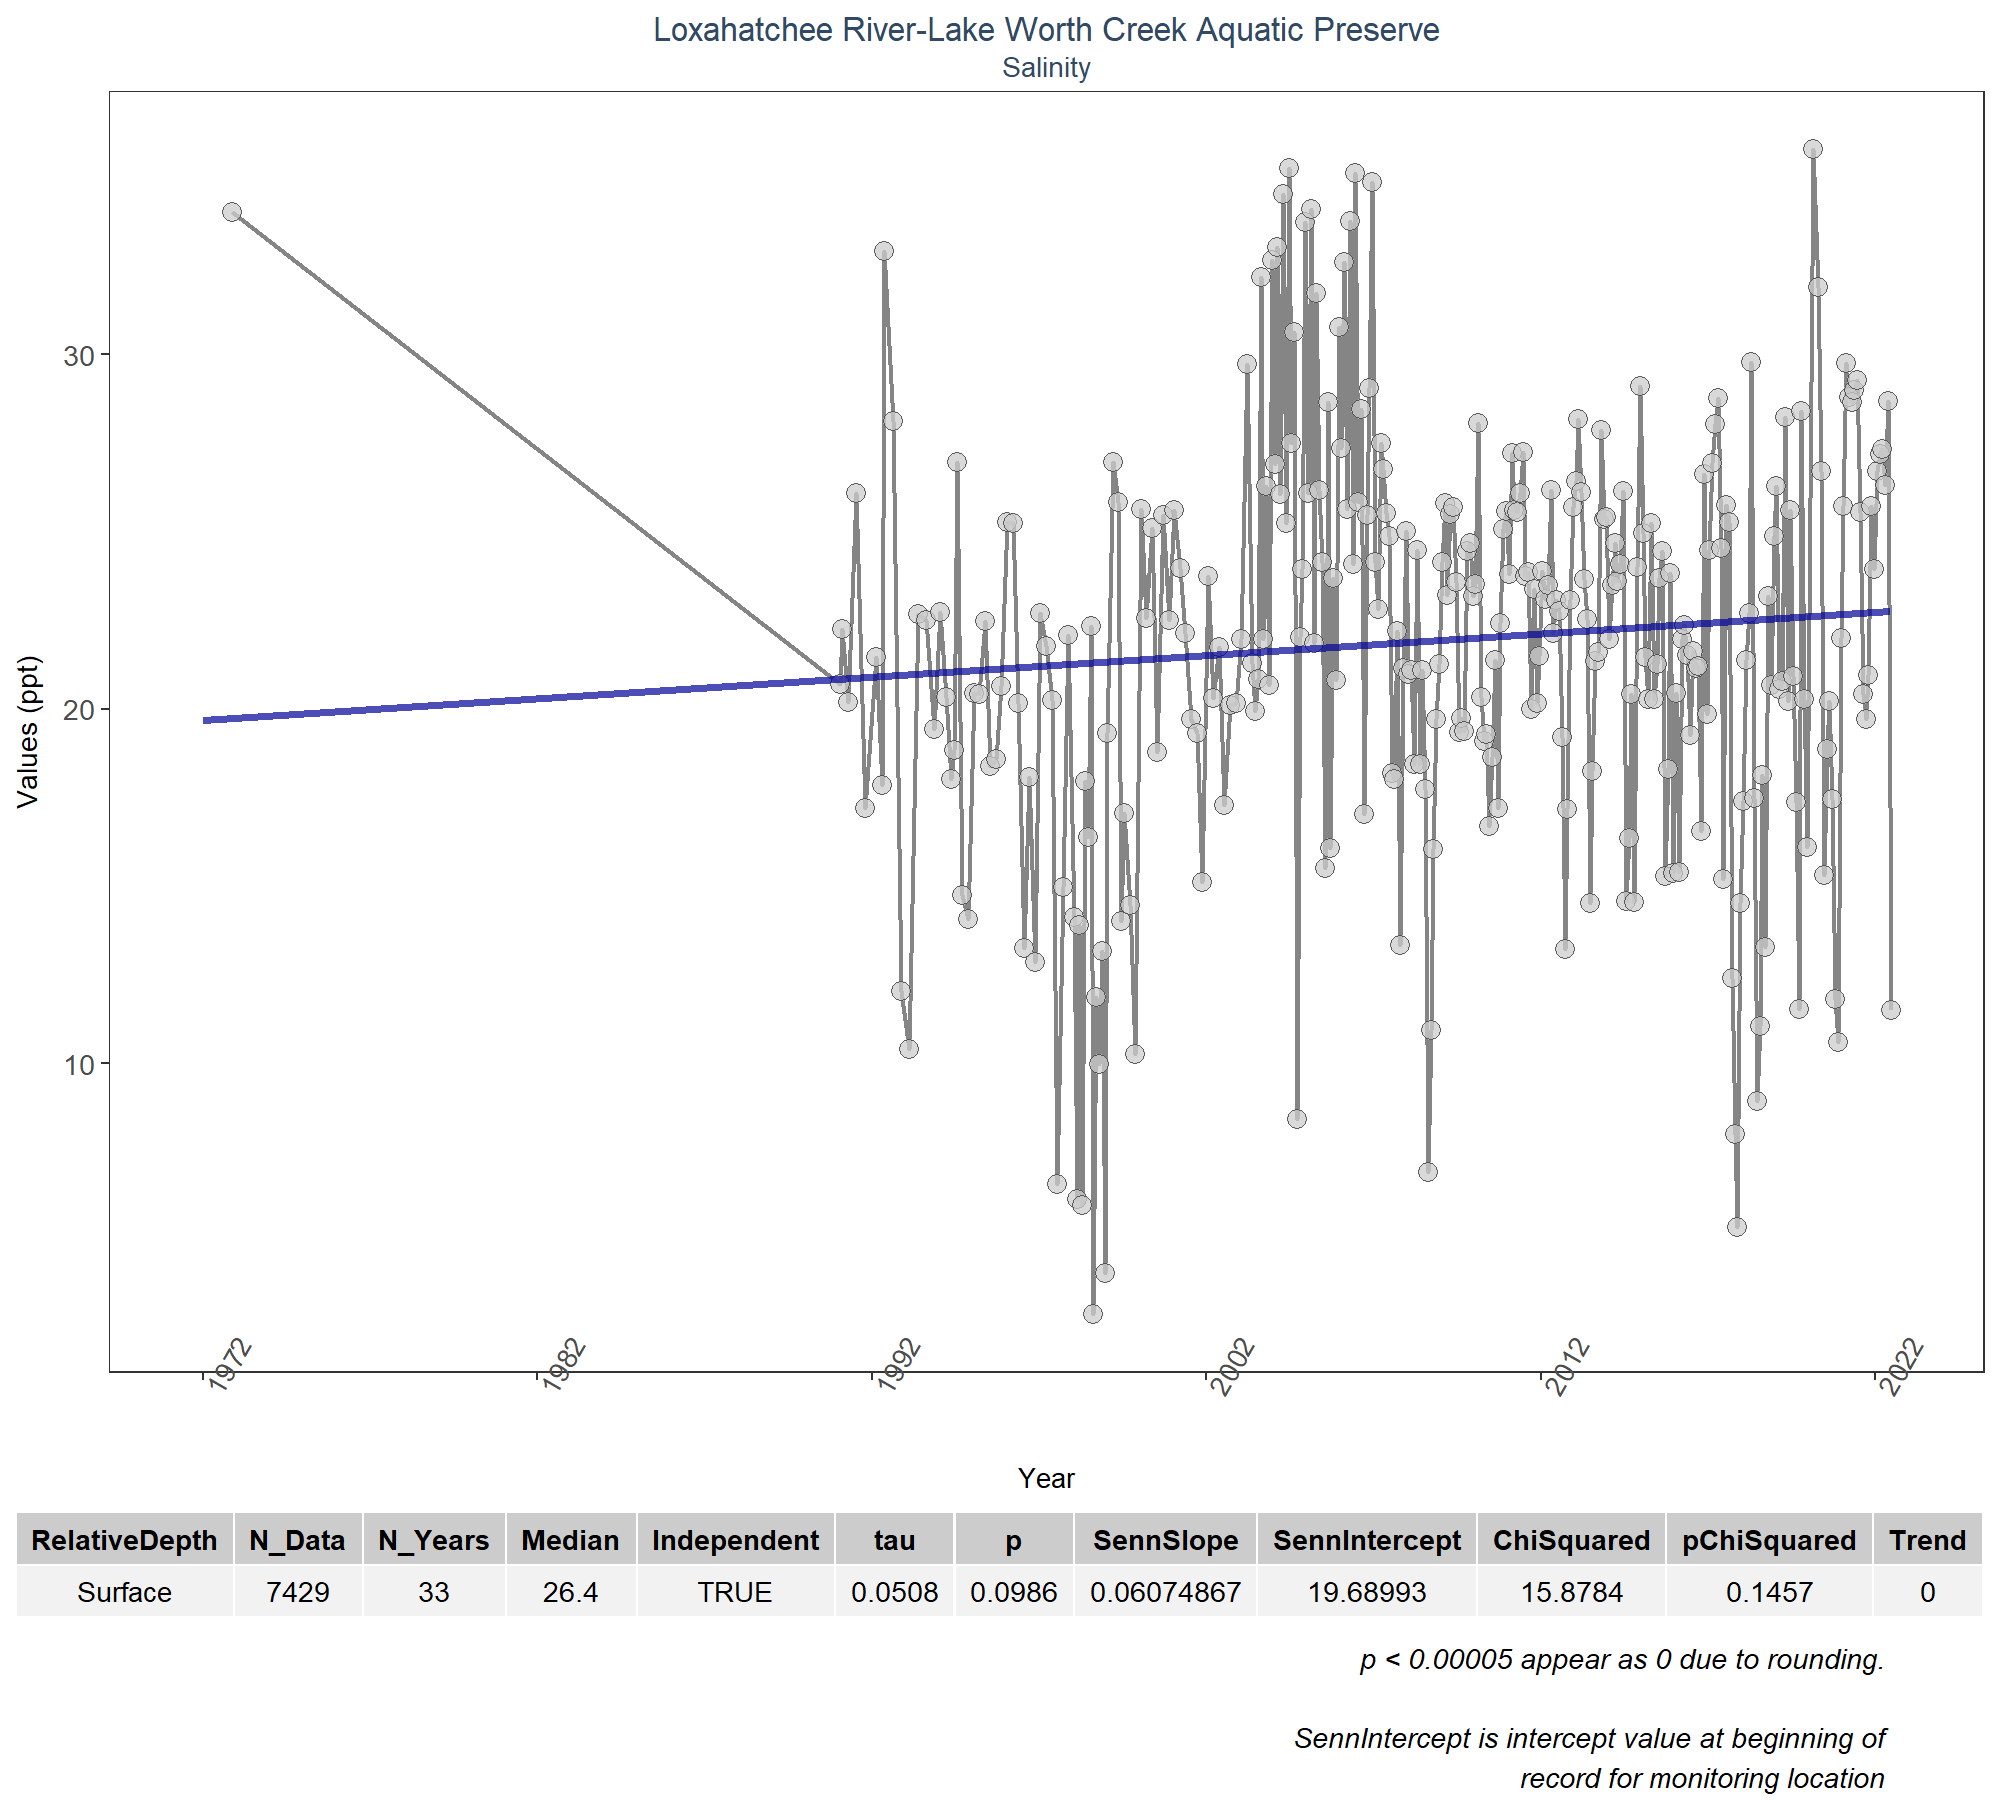 Loxahatchee River-Lake Worth Creek Aquatic Preserve
Salinity
Values (ppt)
30
20
10
1972 1982 1992 2002 2012 2022
Year
RelativeDepth N_Data N_Years Median Independent tau p SennSlope SennIntercept ChiSquared pChiSquared Trend
Surface 7429 33 26.4 TRUE 0.0508 0.0986 0.06074867 19.68993 15.8784 0.1457 0
p < 0.00005 appear as 0 due to rounding.
SennIntercept is intercept value at beginning of
record for monitoring location